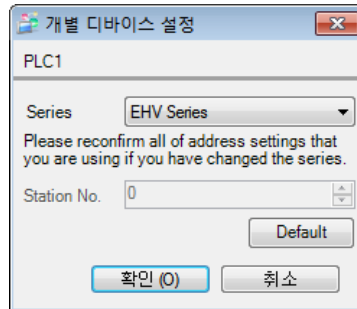 개별 디바이스 설정
PLC1
Series EHV Series
Please reconfirm all of address settings that
you are using if you have changed the series.
Station No. 0
Default
확인 (O) 취소